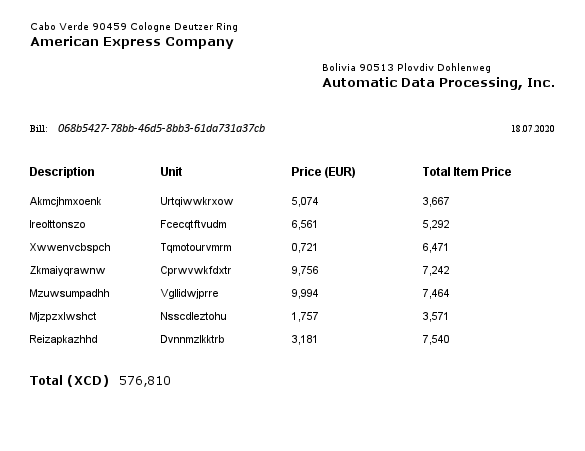 Cabo Verde 90459 Cologne Deutzer Ring
American Express Company
Bolivia 90513 Plovdiv Dohlenweg
Automatic Data Processing, Inc.
Bill: 068b5427-78bb-46d5-8bb3-61da731a37cb 18.07.2020
Description Unit Price (EUR) Total Item Price
Akmcjhmxoenk Urtqiwwkrxow 5,074 3,667
Ireolttonszo Fcecqtftvudm 6,561 5,292
Xwwenvcbspch Tqmotourvmrm 0,721 6,471
Zkmaiyqrawnw Cprwvwkfdxtr 9,756 7,242
Mzuwsumpadhh Vgllidwjprre 9,994 7,464
Mjzpzxlwshct Nsscdleztohu 1,757 3,571
Reizapkazhhd Dvnnmzlkktrb 3,181 7,540
Total (XCD) 576,810